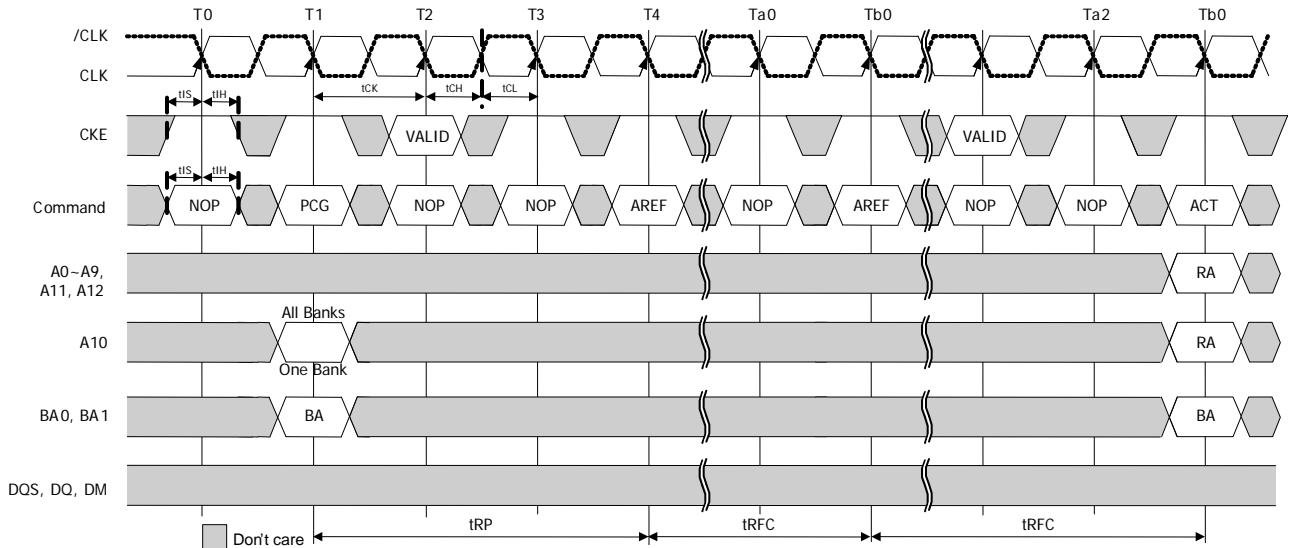 T0 T1 T2 T3 T4 Ta0 Tb0 Ta2 Tb0
/CLK
CLK
tCK tCH tCL
tIS tIH
CKE VALID VALID
tIS tIH
Command NOP PCG NOP NOP AREF NOP AREF NOP NOP ACT
A0~A9,
A11, A12
RA
All Banks
A10 RA
One Bank
BA0, BA1 BA BA
DQS, DQ, DM
tRP tRFC tRFC
Don't care